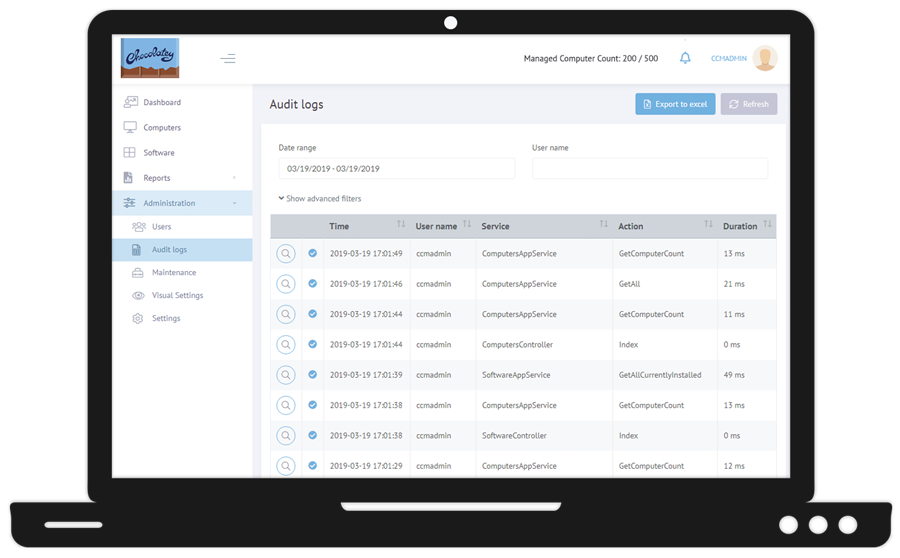 Chocolatey
Managed Computer Count: 200 / 500
CCMADMIN
Dashboard
Computers
Software
Reports
Administration
Users
Audit logs
Maintenance
Visual Settings
Settings
Audit logs
Export to excel
Refresh
Date range
User name
03/19/2019 - 03/19/2019
Show advanced filters
Time User name Service Action Duration
2019-03-19 17:01:49 ccmadmin ComputersAppService GetComputerCount 13 ms
2019-03-19 17:01:46 ccmadmin ComputersAppService GetAll 21 ms
2019-03-19 17:01:44 ccmadmin ComputersAppService GetComputerCount 11 ms
2019-03-19 17:01:44 ccmadmin ComputersController Index 0 ms
2019-03-19 17:01:39 ccmadmin SoftwareAppService GetAllCurrentlyInstalled 49 ms
2019-03-19 17:01:38 ccmadmin ComputersAppService GetComputerCount 13 ms
2019-03-19 17:01:38 ccmadmin SoftwareController Index 0 ms
2019-03-19 17:01:29 ccmadmin ComputersAppService GetComputerCount 12 ms